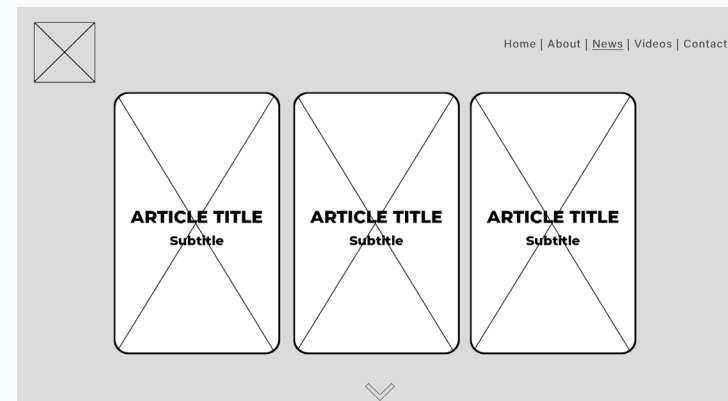 Home | About | News | Videos | Contact
ARTICLE TITLE
Subtitle
ARTICLE TITLE
Subtitle
ARTICLE TITLE
Subtitle